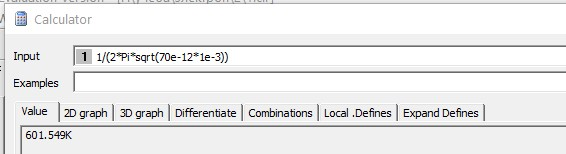 Calculator
Input 1 1/(2*Pi*sqrt(70e-12*1e-3))
Examples
Value 2D graph 3D graph Differentiate Combinations Local .Defines Expand Defines
601.549K